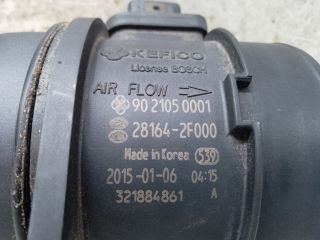 KEFICO
License BOSCH
AIR FLOW
90 2105 0001
28164-2F000
Made in Korea 539
2015-01-06 04:15
321884861 A